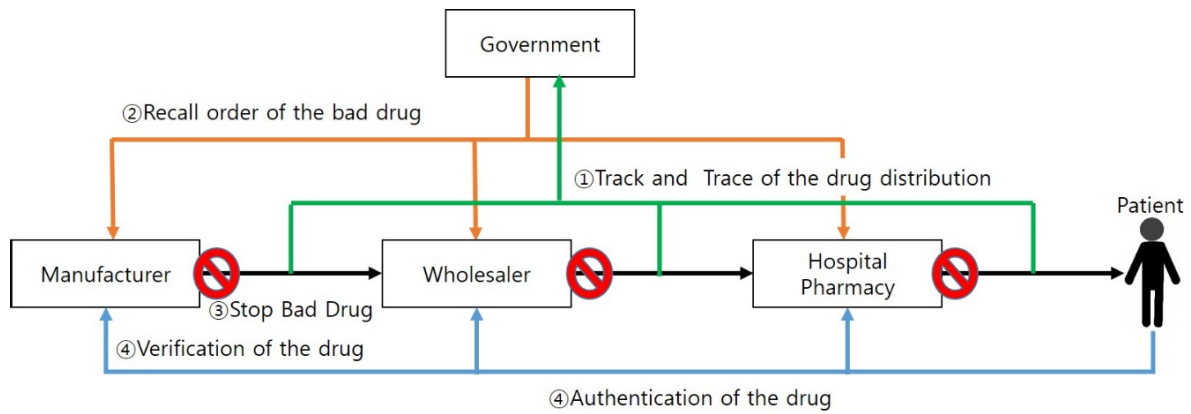 Government
②Recall order of the bad drug
①Track and Trace of the drug distribution
Patient
Manufacturer
Wholesaler
Hospital
Pharmacy
③Stop Bad Drug
④Verification of the drug
④Authentication of the drug